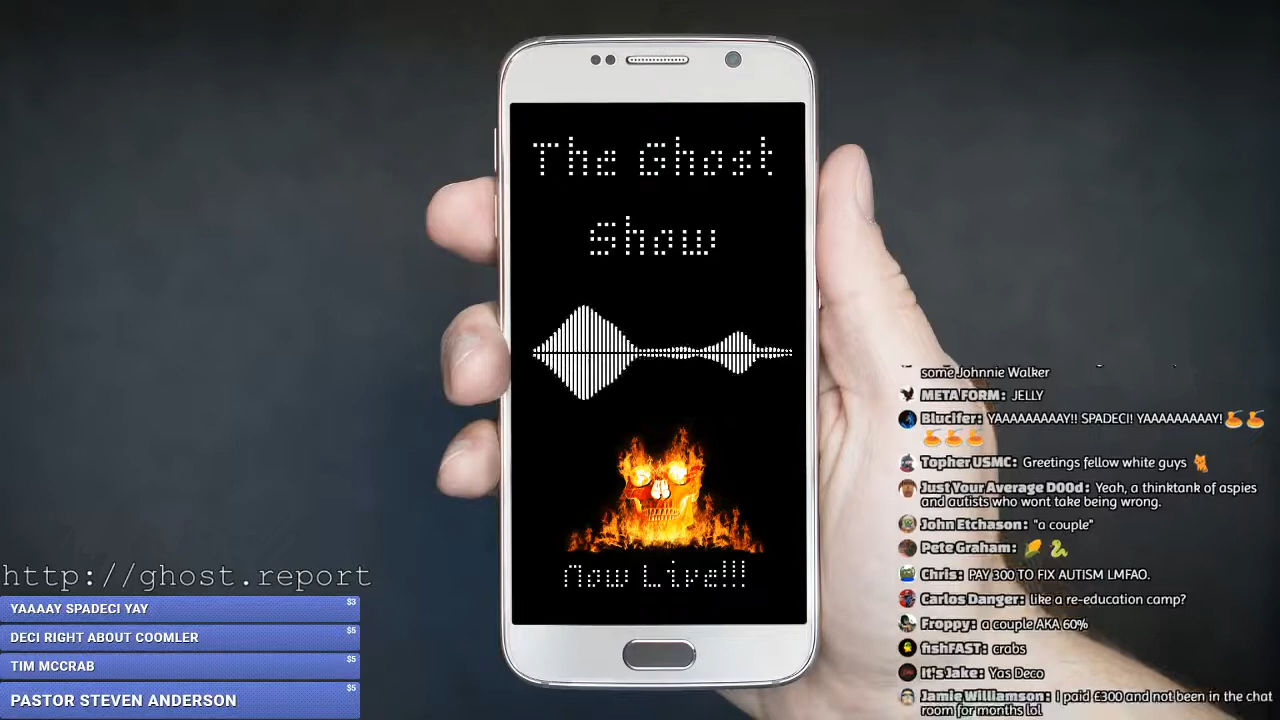 The Ghost
Show
Now Live!!!
http://ghost.report
YAAAAY SPADECI YAY $3
DECI RIGHT ABOUT COOMLER $5
TIM MCCRAB $5
PASTOR STEVEN ANDERSON $5
some Johnnie Walker
META FORM: JELLY
Blucifer: YAAAAAAAAY!! SPADECI! YAAAAAAAAY!
Topher USMC: Greetings fellow white guys
Just Your Average D00d: Yeah, a thinktank of aspies
and autists who wont take being wrong.
John Etchason: "a couple"
Pete Graham:
Chris: PAY 300 TO FIX AUTISM LMFAO.
Carlos Danger: like a re-education camp?
Froppy: a couple AKA 60%
fishFAST: crabs
It's Jake: Yas Deco
Jamie Williamson: I paid £300 and not been in the chat
room for months lol